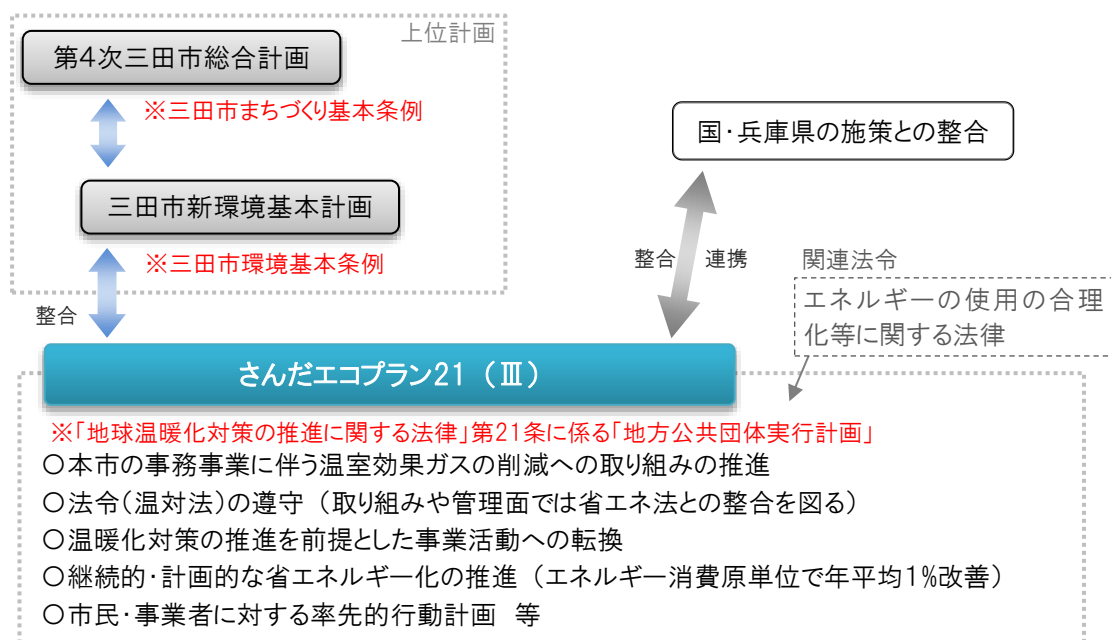 上位計画
第4次三田市総合計画
※三田市まちづくり基本条例
国・兵庫県の施策との整合
三田市新環境基本計画
※三田市環境基本条例
整合 連携
関連法令
エネルギーの使用の合理
化等に関する法律
整合
さんだエコプラン21（Ⅲ）
※「地球温暖化対策の推進に関する法律」第21条に係る「地方公共団体実行計画」
○本市の事務事業に伴う温室効果ガスの削減への取り組みの推進
○法令（温対法）の遵守（取り組みや管理面では省エネ法との整合を図る）
○温暖化対策の推進を前提とした事業活動への転換
○継続的・計画的な省エネルギー化の推進（エネルギー消費原単位で年平均1%改善）
○市民・事業者に対する率先的行動計画 等